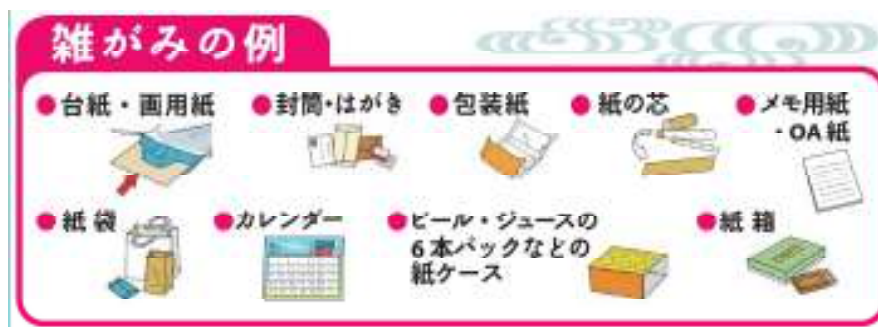 雑がみの例
●台紙・画用紙
●封筒・はがき
●包装紙
●紙の芯
●メモ用紙
・OA紙
●紙袋
●カレンダー
●ビール・ジュースの
6本パックなどの
紙ケース
●紙箱